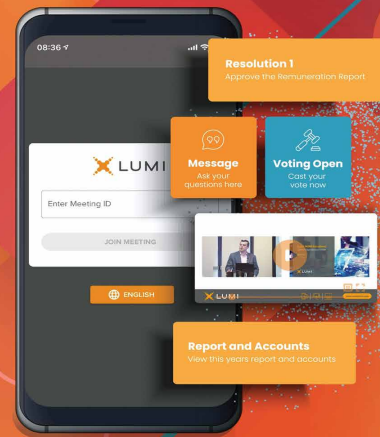 08:36
Resolution 1
Approve the Remuneration Report
LUMI
Enter Meeting ID
JOIN MEETING
ENGLISH
Message
Ask your
questions here
Voting Open
Cast your
vote now
LUMI
Report and Accounts
View this years report and accounts